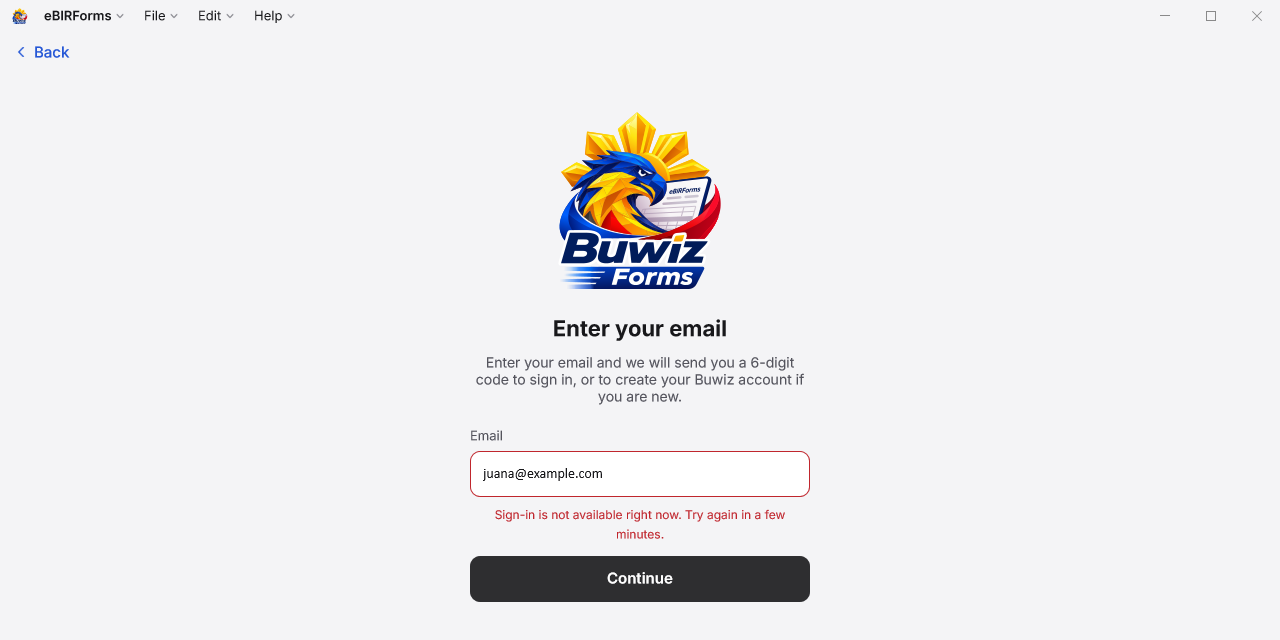 eBIRForms
File
Edit
Help
Back
eBIRForms
Buwiz
Forms
Enter your email
Enter your email and we will send you a 6-digit
code to sign in, or to create your Buwiz account if
you are new.
Email
juana@example.com
Sign-in is not available right now. Try again in a few
minutes.
Continue